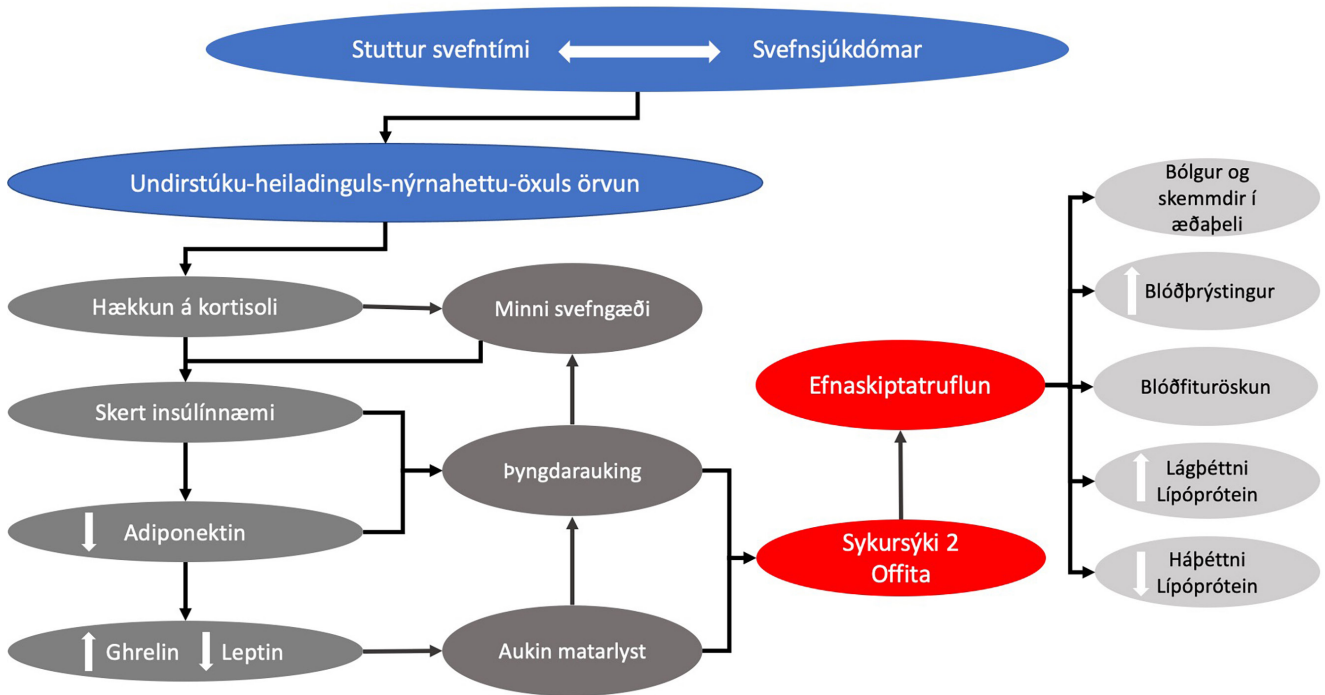 Stuttur svefntími
Svefnsjúkdómar
Undirstúku-heiladinguls-nýrnahettu-öxuls örvun
Hækkun á kortisoli
Minni svefngæði
Skert insúlínnæmi
Þyngdarauking
Adiponektin
Ghrelin
Leptin
Aukin matarlyst
Efnaskiptatruflun
Sykursýki 2
Offita
Bólgur og
skemmdir í
æðaþeli
Blóðþrýstingur
Blóðfituröskun
Lágþéttni
Lípóprótein
Háþéttni
Lípóprótein